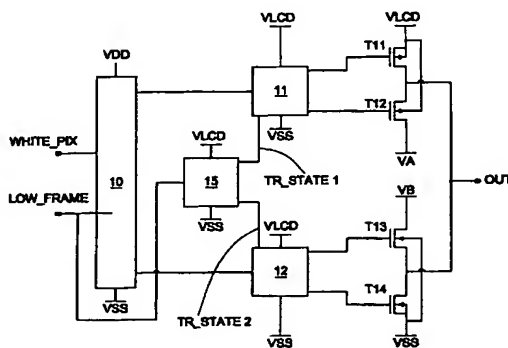 VLCD
VLCD
T11
VDD
11
T12
VSS
WHITE_PIX
VLCD
VA
10
15
TR_STATE 1
LOW_FRAME
VB
OUT
VSS
VLCD
T13
12
T14
VSS
TR_STATE 2
VSS
VSS